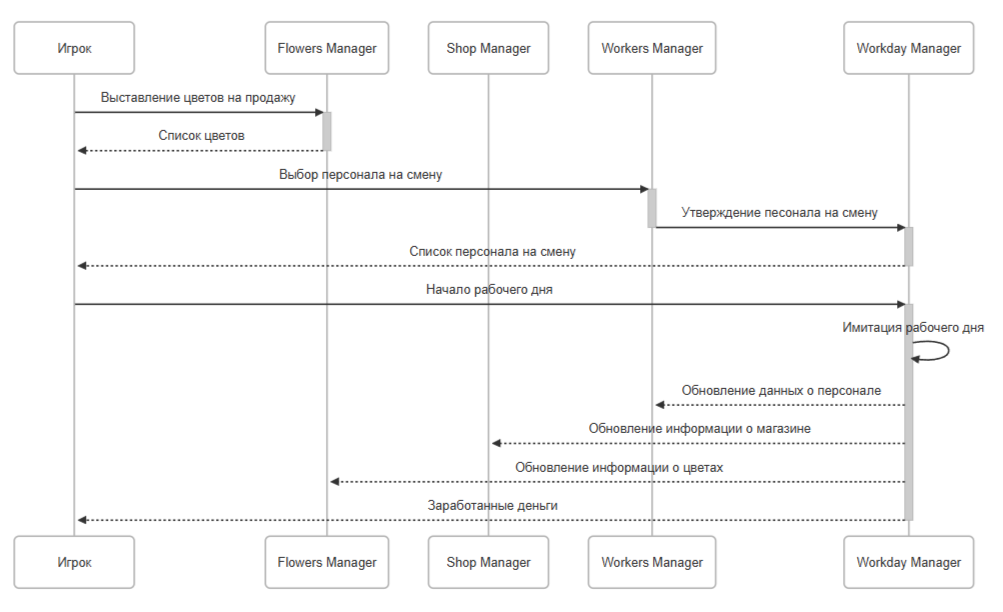 Игрок
Flowers Manager
Shop Manager
Workers Manager
Workday Manager
Выставление цветов на продажу
Список цветов
Выбор персонала на смену
Утверждение песонала на смену
Список персонала на смену
Начало рабочего дня
Имитация рабочего дня
Обновление данных о персонале
Обновление информации о магазине
Обновление информации о цветах
Заработанные деньги
Игрок
Flowers Manager
Shop Manager
Workers Manager
Workday Manager